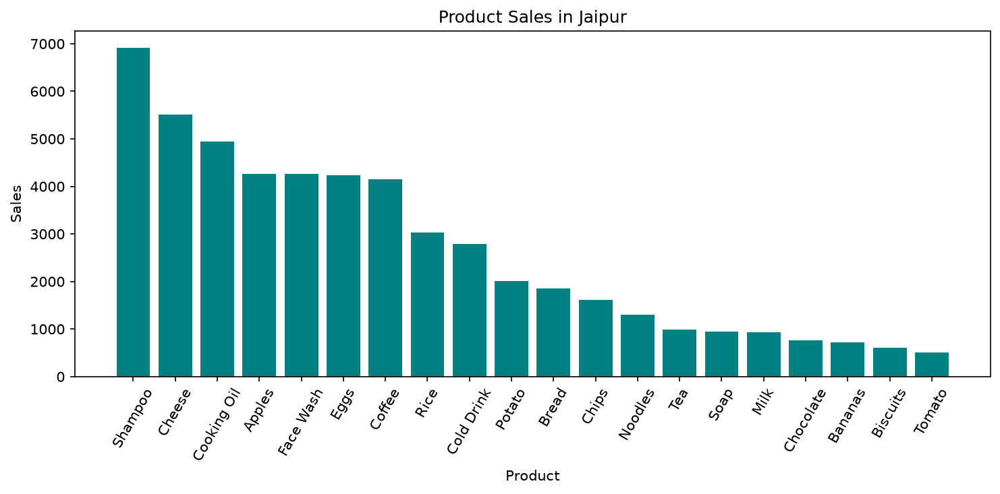 Product Sales in Jaipur
Sales
7000
6000
5000
4000
3000
2000
1000
0
Shampoo
Cheese
Cooking Oil
Apples
Face Wash
Eggs
Coffee
Rice
Cold Drink
Potato
Bread
Chips
Noodles
Tea
Soap
Milk
Chocolate
Bananas
Biscuits
Tomato
Product